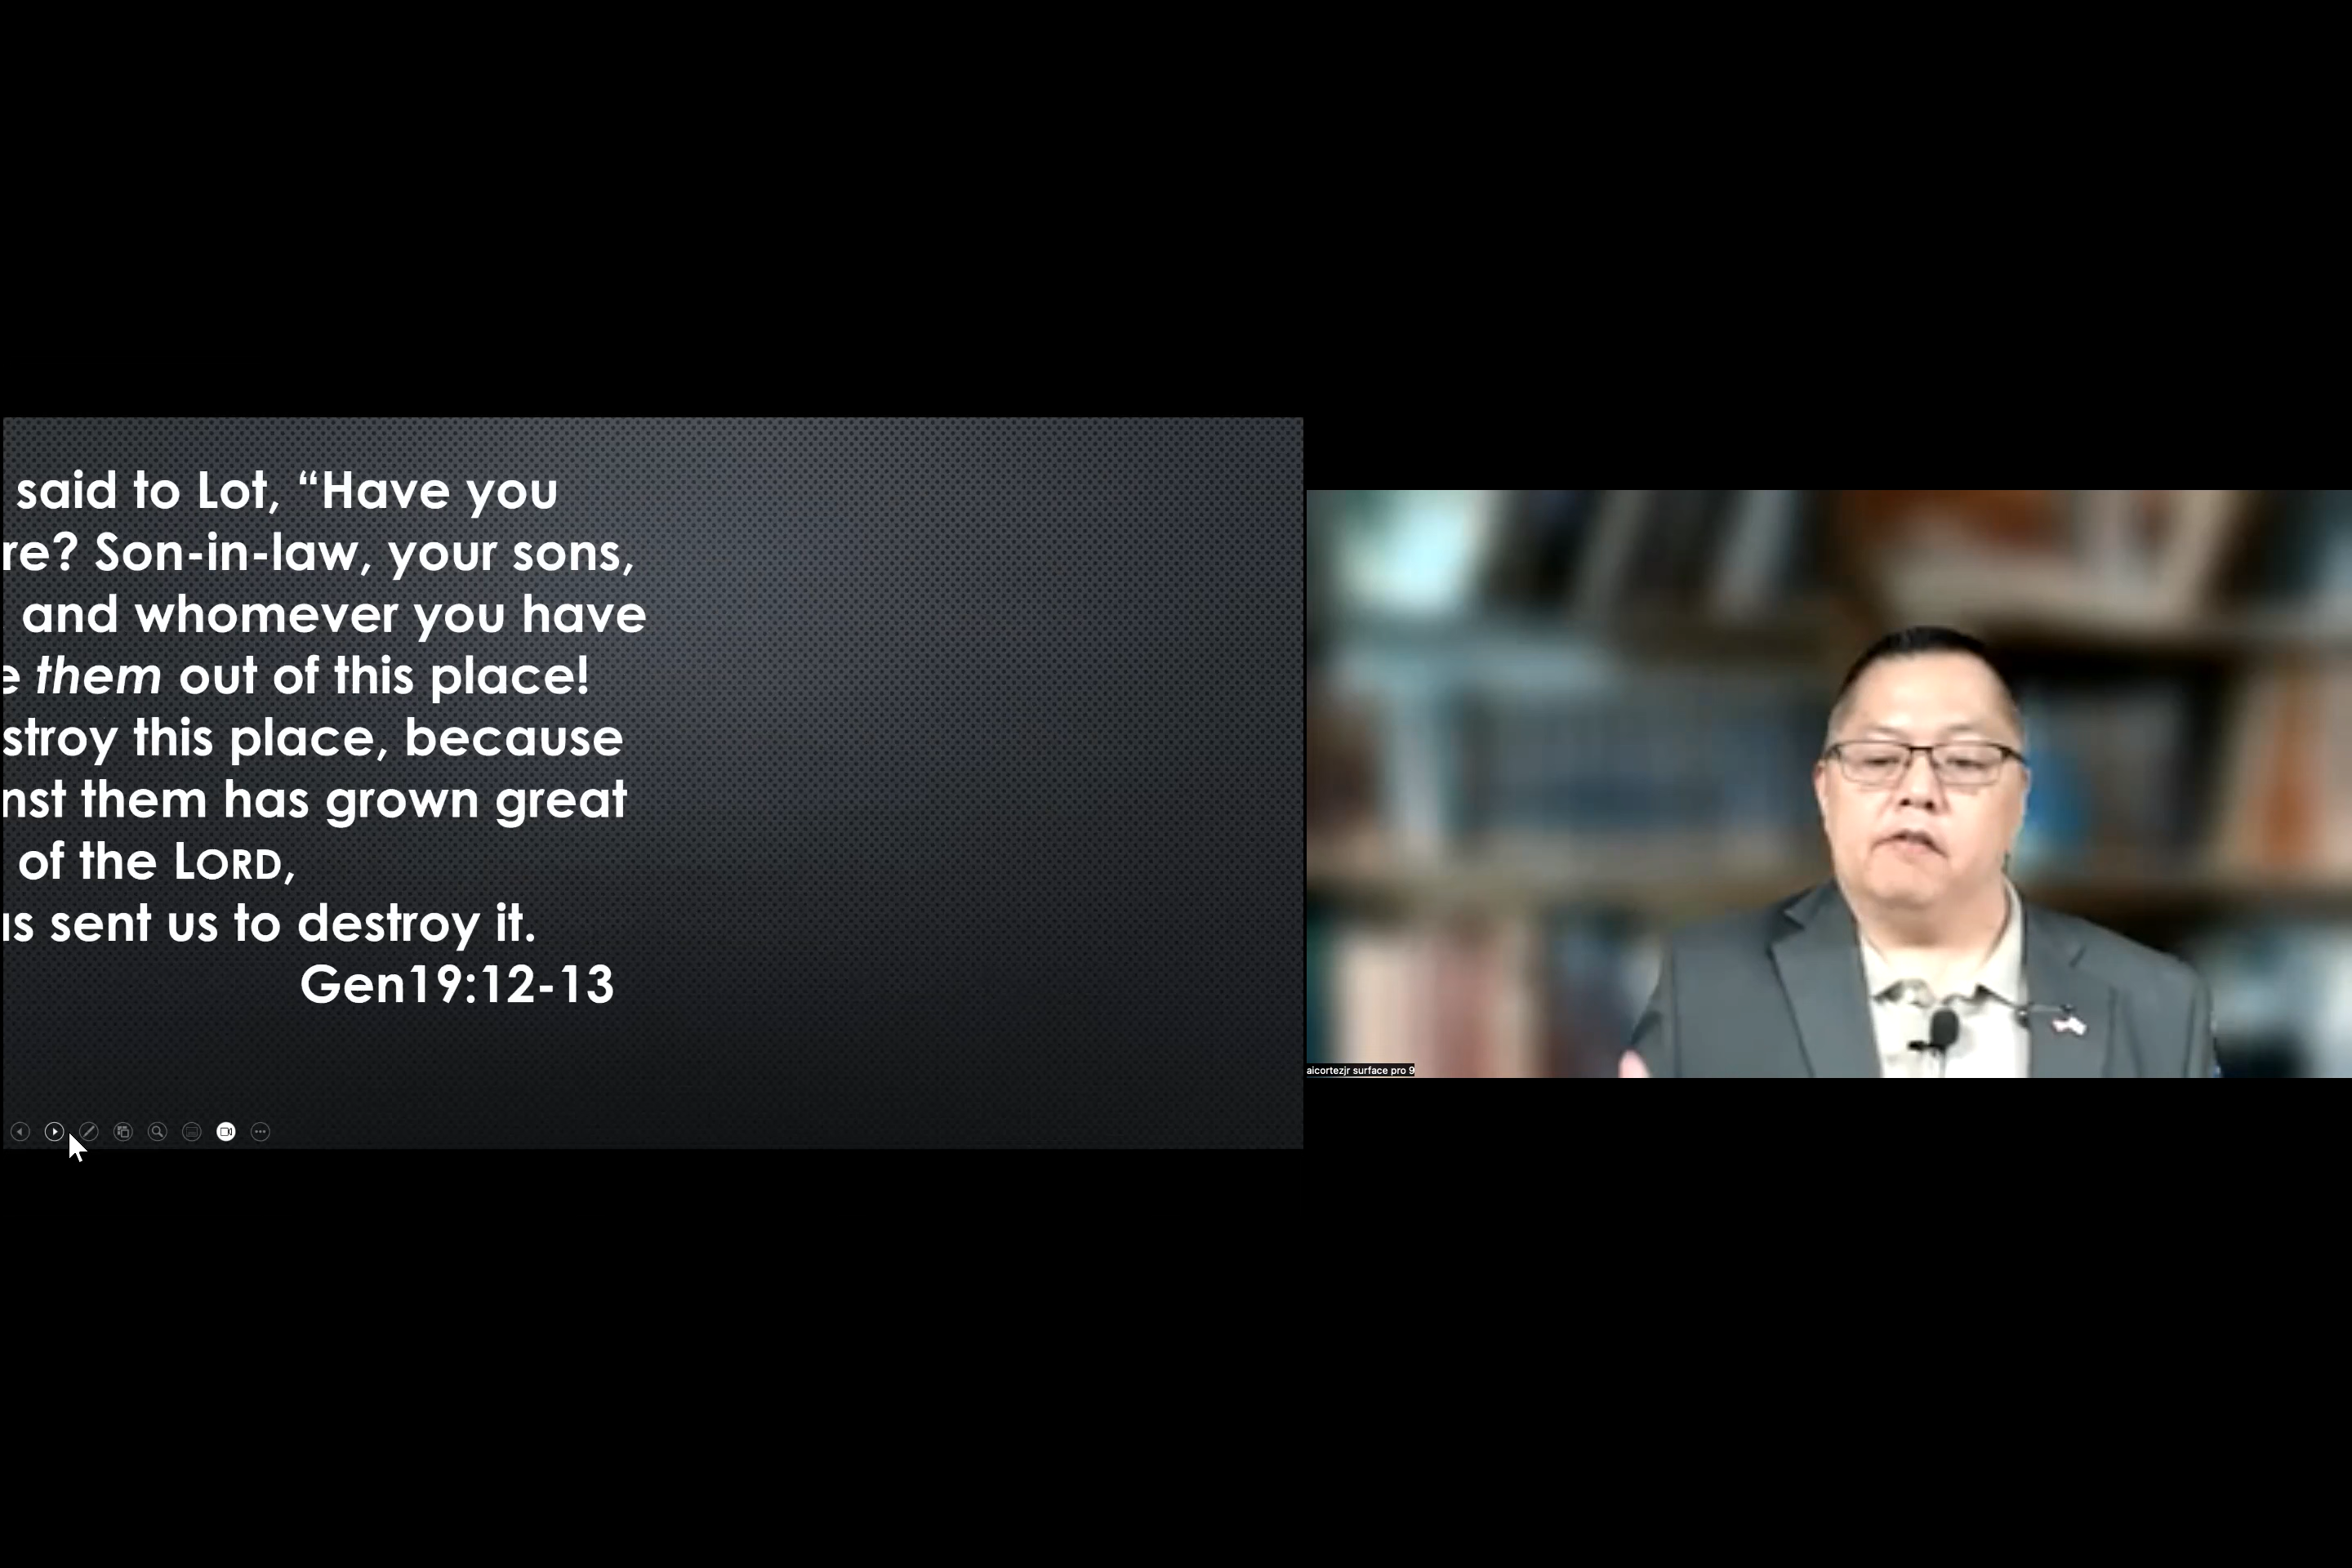 said to Lot, “Have you
re? Son-in-law, your sons,
and whomever you have
e them out of this place!
stroy this place, because
nst them has grown great
of the LORD,
as sent us to destroy it.
Gen19:12-13
aicortezjr surface pro 9